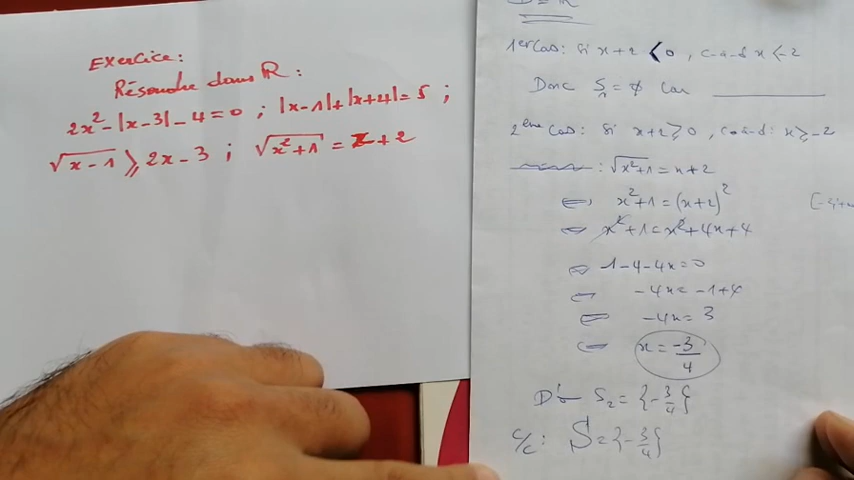 Exercice:
Résoudre dans ℝ:
2x² - |x-3| - 4 = 0 ; |x-1| + |x+4| = 5 ;
√(x-1) ≥ 2x-3 ; √(x²+1) = x + 2
D = ℝ
1er Cas: Si x+2 < 0, c-à-d x < -2
Donc S₁ = ∅ Car
2ème Cas: Si x+2 ≥ 0, c-à-d: x ≥ -2
: √(x²+1) = x+2
⇔ x²+1 = (x+2)²
⇔ x²+1 = x²+4x+4
⇔ 1-4-4x=0
⇔ -4x = -1+4
⇔ -4x = 3
⇔ x = -3/4
D'où S₂ = {-3/4}
c/c: S = {-3/4}